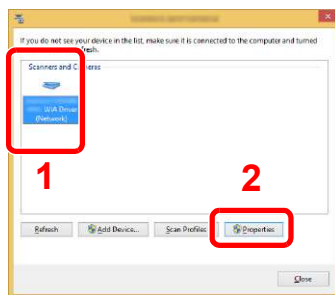 If you do not see your device in the list, make sure it is connected to the computer and turned
fresh.
Scanners and C meras
WIA Driver
(Network)
1
2
Refresh
Add Device...
Scan Profiles
Properties
Close